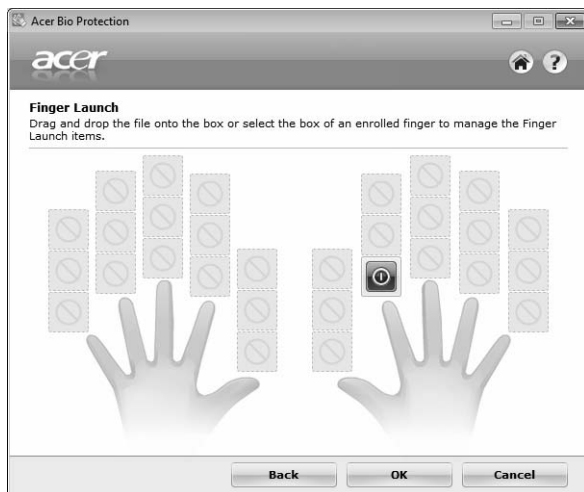 Acer Bio Protection
acer
?
Finger Launch
Drag and drop the file onto the box or select the box of an enrolled finger to manage the Finger
Launch items.
Back OK Cancel